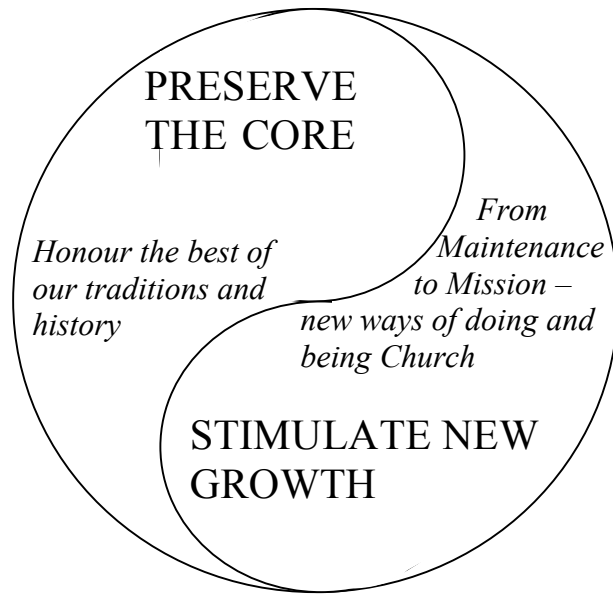 PRESERVE
THE CORE
Honour the best of
our traditions and
history
From
Maintenance
to Mission –
new ways of doing and
being Church
STIMULATE NEW
GROWTH